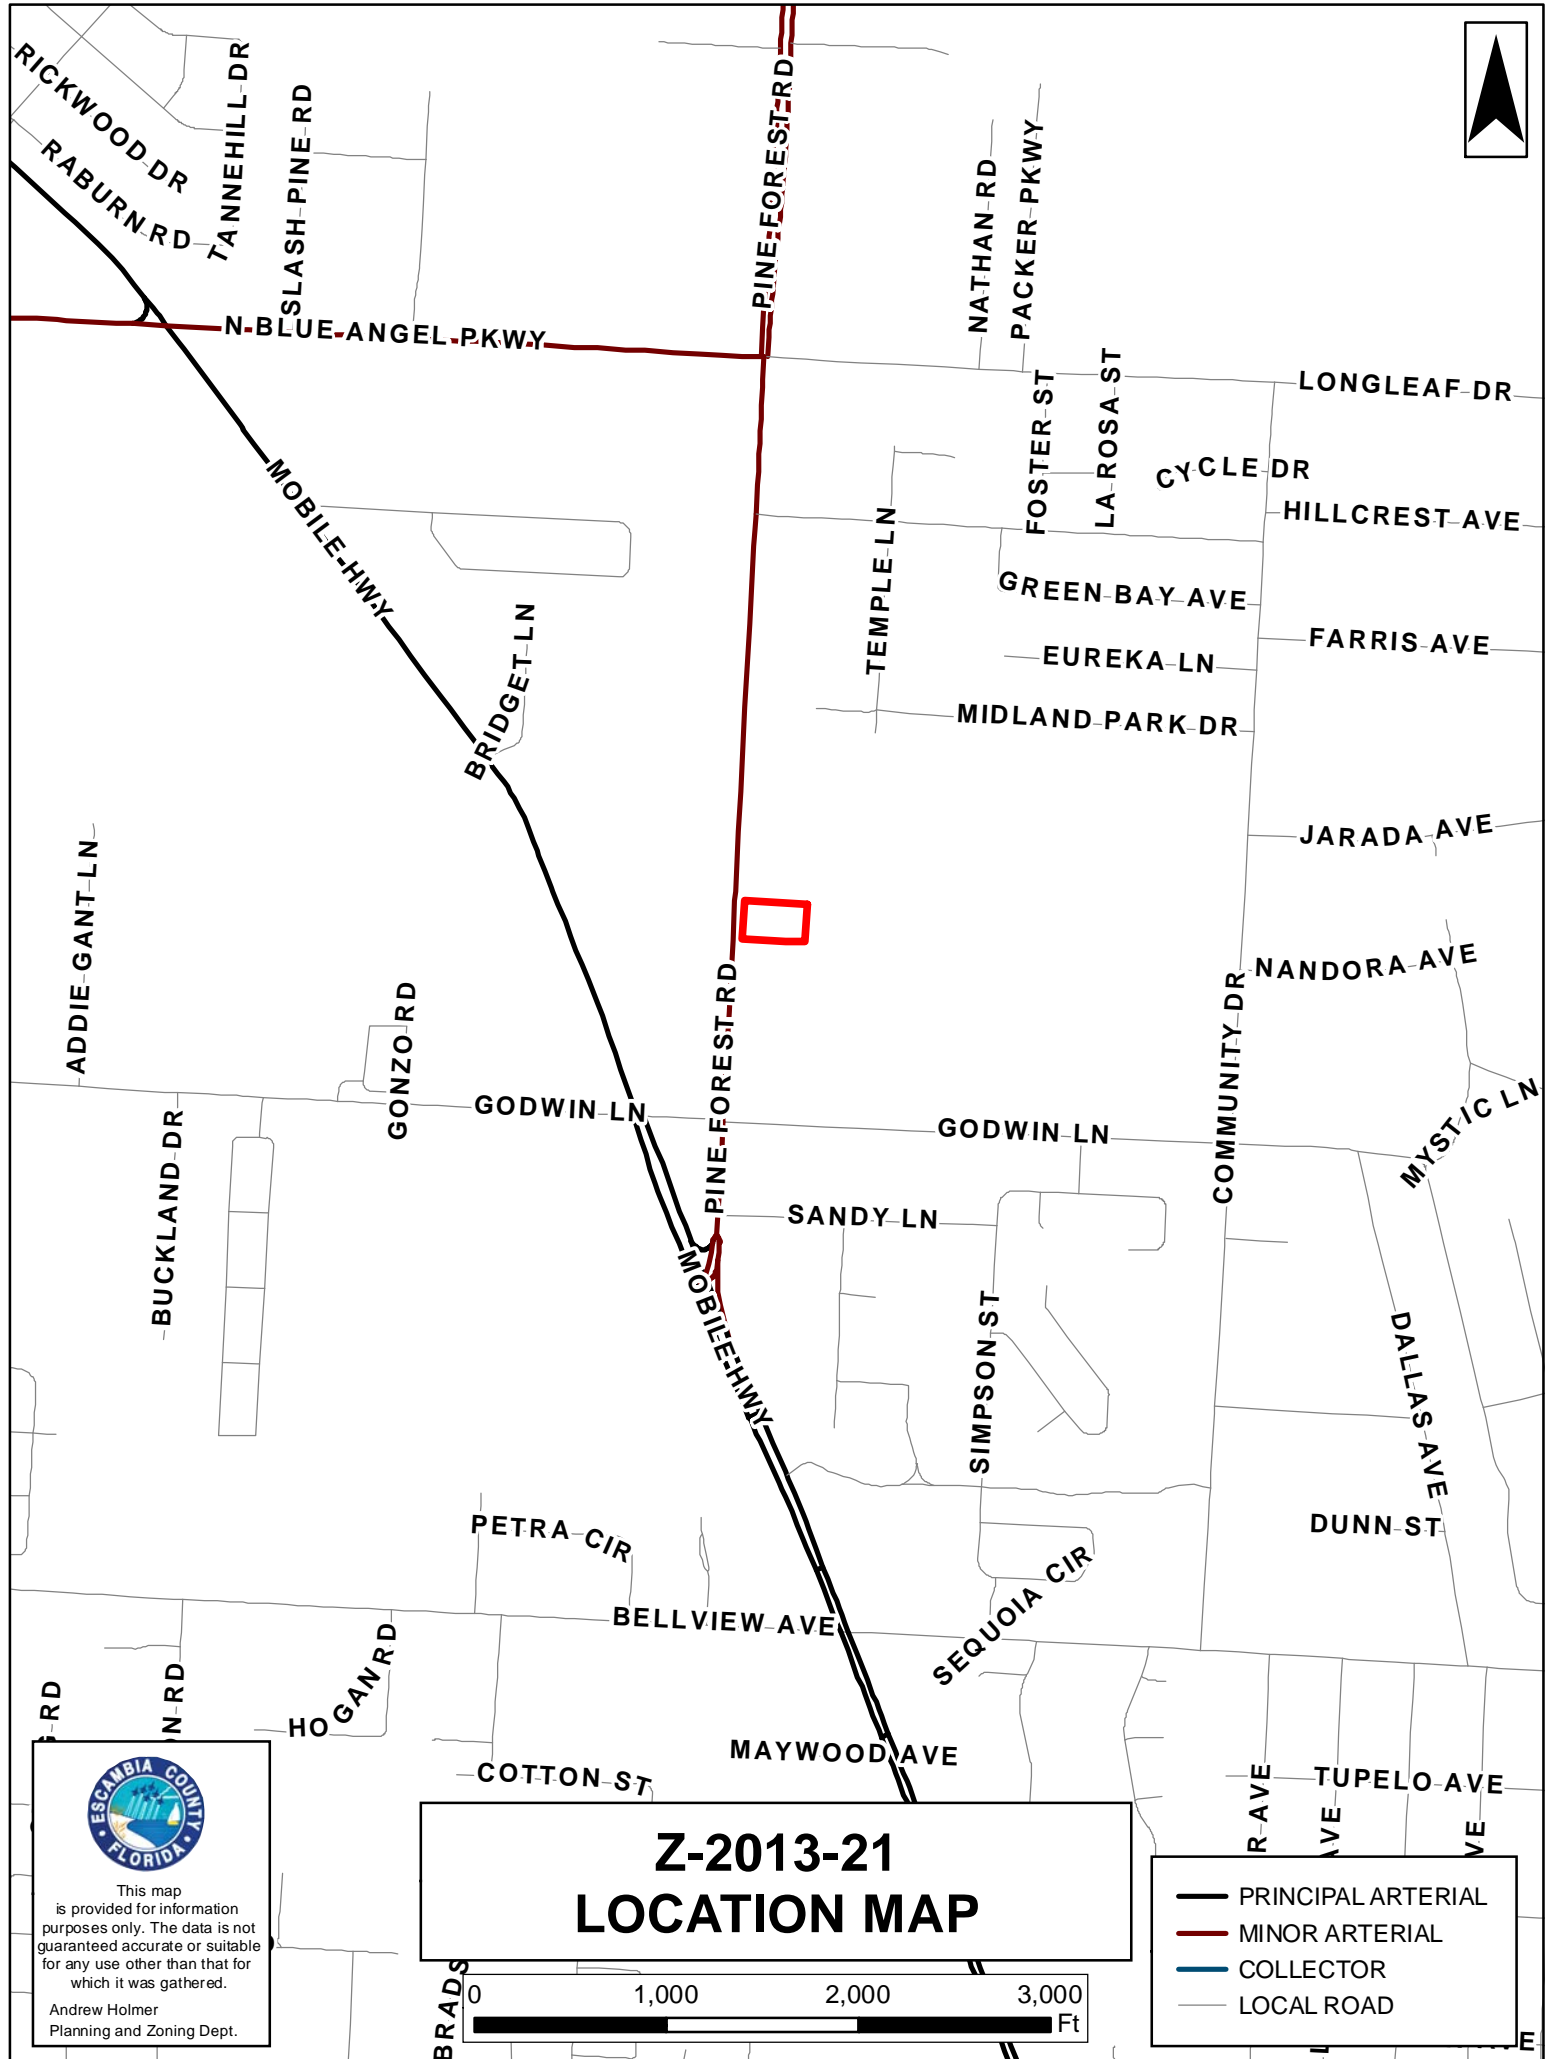 RICKWOOD DR
RABURN RD
TANNEHILL DR
SLASH PINE RD
PINE FOREST RD
NATHAN RD
PACKER PKWY
N BLUE ANGEL PKWY
LONGLEAF DR
FOSTER ST
LA ROSA ST
CYCLE DR
HILLCREST AVE
MOBILE HWY
TEMPLE LN
GREEN BAY AVE
FARRIS AVE
EUREKA LN
BRIDGET LN
MIDLAND PARK DR
JARADA AVE
ADDIE GANT LN
NANDORA AVE
GONZO RD
PINE FOREST RD
COMMUNITY DR
GODWIN LN
GODWIN LN
MYSTIC LN
BUCKLAND DR
SANDY LN
MOBILE HWY
SIMPSON ST
DALLAS AVE
PETRA CIR
DUNN ST
SEQUOIA CIR
BELLVIEW AVE
HOGAN RD
G RD
ON RD
MAYWOOD AVE
COTTON ST
TUPELO AVE
R AVE
AVE
VE
ESCAMBIA COUNTY
FLORIDA
This map
is provided for information
purposes only. The data is not
guaranteed accurate or suitable
for any use other than that for
which it was gathered.
Andrew Holmer
Planning and Zoning Dept.
Z-2013-21
LOCATION MAP
BRADS
0 1,000 2,000 3,000
Ft
PRINCIPAL ARTERIAL
MINOR ARTERIAL
COLLECTOR
LOCAL ROAD